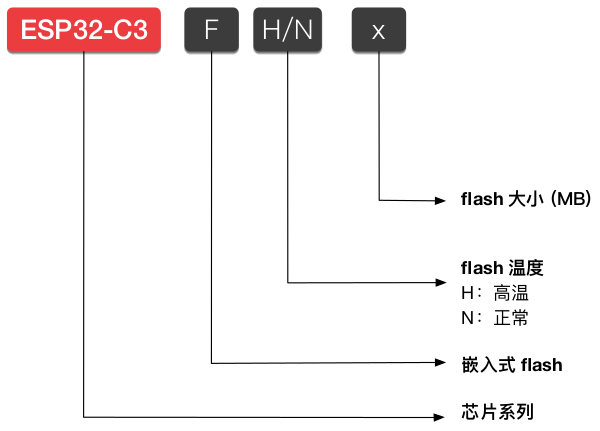 ESP32-C3 F H/N x
flash 大小 (MB)
flash 温度
H：高温
N：正常
嵌入式 flash
芯片系列